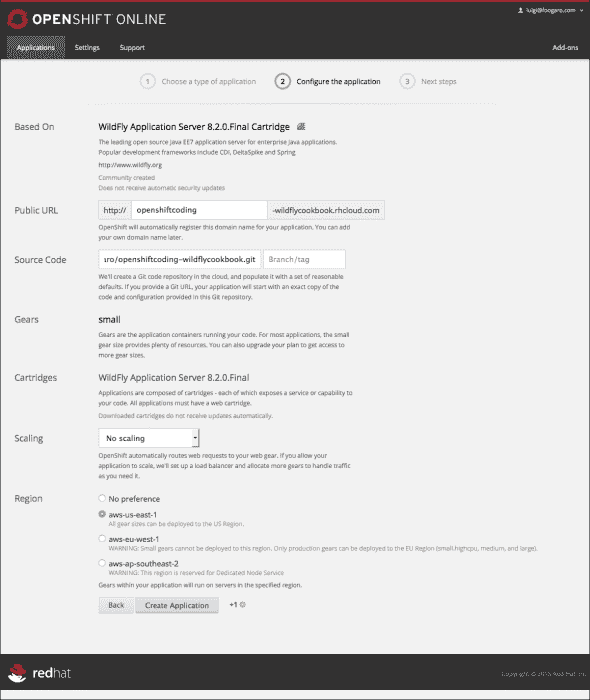 OPENSHIFT ONLINE
luigi@foogaro.com
Applications Settings Support Add-ons
1 Choose a type of application 2 Configure the application 3 Next steps
Based On WildFly Application Server 8.2.0.Final Cartridge
The leading open source Java EE7 application server for enterprise Java applications.
Popular development frameworks include CDI, DeltaSpike and Spring
http://www.wildfly.org
Community created
Does not receive automatic security updates
Public URL http:// openshiftcoding -wildflycookbook.rhcloud.com
OpenShift will automatically register this domain name for your application. You can add
your own domain name later.
Source Code ro/openshiftcoding-wildflycookbook.git Branch/tag
We'll create a Git code repository in the cloud, and populate it with a set of reasonable
defaults. If you provide a Git URL, your application will start with an exact copy of the
code and configuration provided in this Git repository.
Gears small
Gears are the application containers running your code. For most applications, the small
gear size provides plenty of resources. You can also upgrade your plan to get access to
more gear sizes.
Cartridges WildFly Application Server 8.2.0.Final
Applications are composed of cartridges - each of which exposes a service or capability to
your code. All applications must have a web cartridge.
Downloaded cartridges do not receive updates automatically.
Scaling No scaling
OpenShift automatically routes web requests to your web gear. If you allow your
application to scale, we'll set up a load balancer and allocate more gears to handle traffic
as you need it.
Region No preference
aws-us-east-1
All gear sizes can be deployed to the US Region.
aws-eu-west-1
WARNING: Small gears cannot be deployed to this region. Only production gears can be deployed to the EU Region (small.highcpu, medium, and large).
aws-ap-southeast-2
WARNING: This region is reserved for Dedicated Node Service
Gears within your application will run on servers in the specified region.
Back Create Application +1
redhat
Copyright © 2015 Red Hat, Inc.